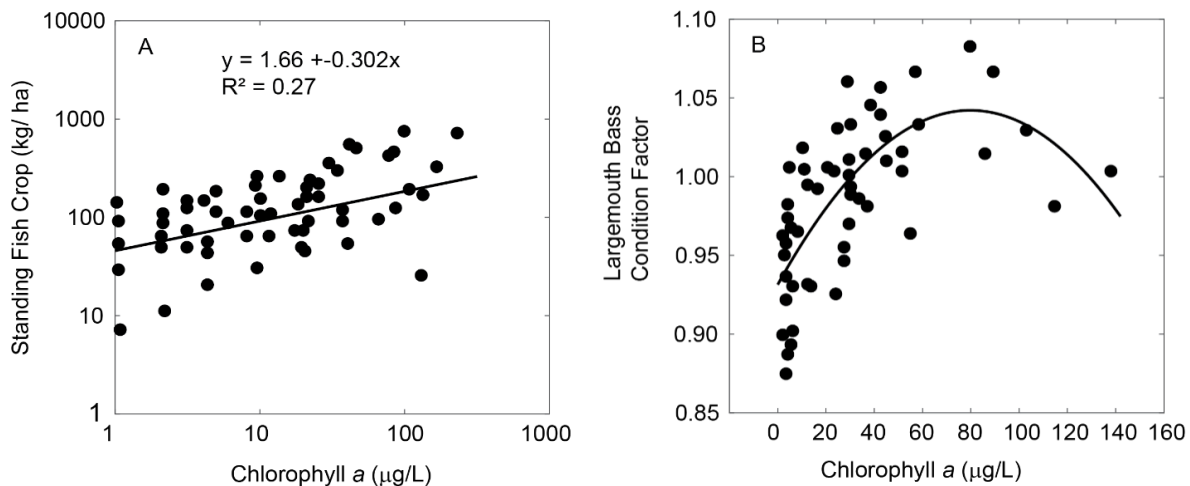 A
y = 1.66 +-0.302x
R² = 0.27
Standing Fish Crop (kg/ ha)
10000
1000
100
10
1
1 10 100 1000
Chlorophyll a (μg/L)
B
Largemouth Bass
Condition Factor
1.10
1.05
1.00
0.95
0.90
0.85
0 20 40 60 80 100 120 140 160
Chlorophyll a (μg/L)